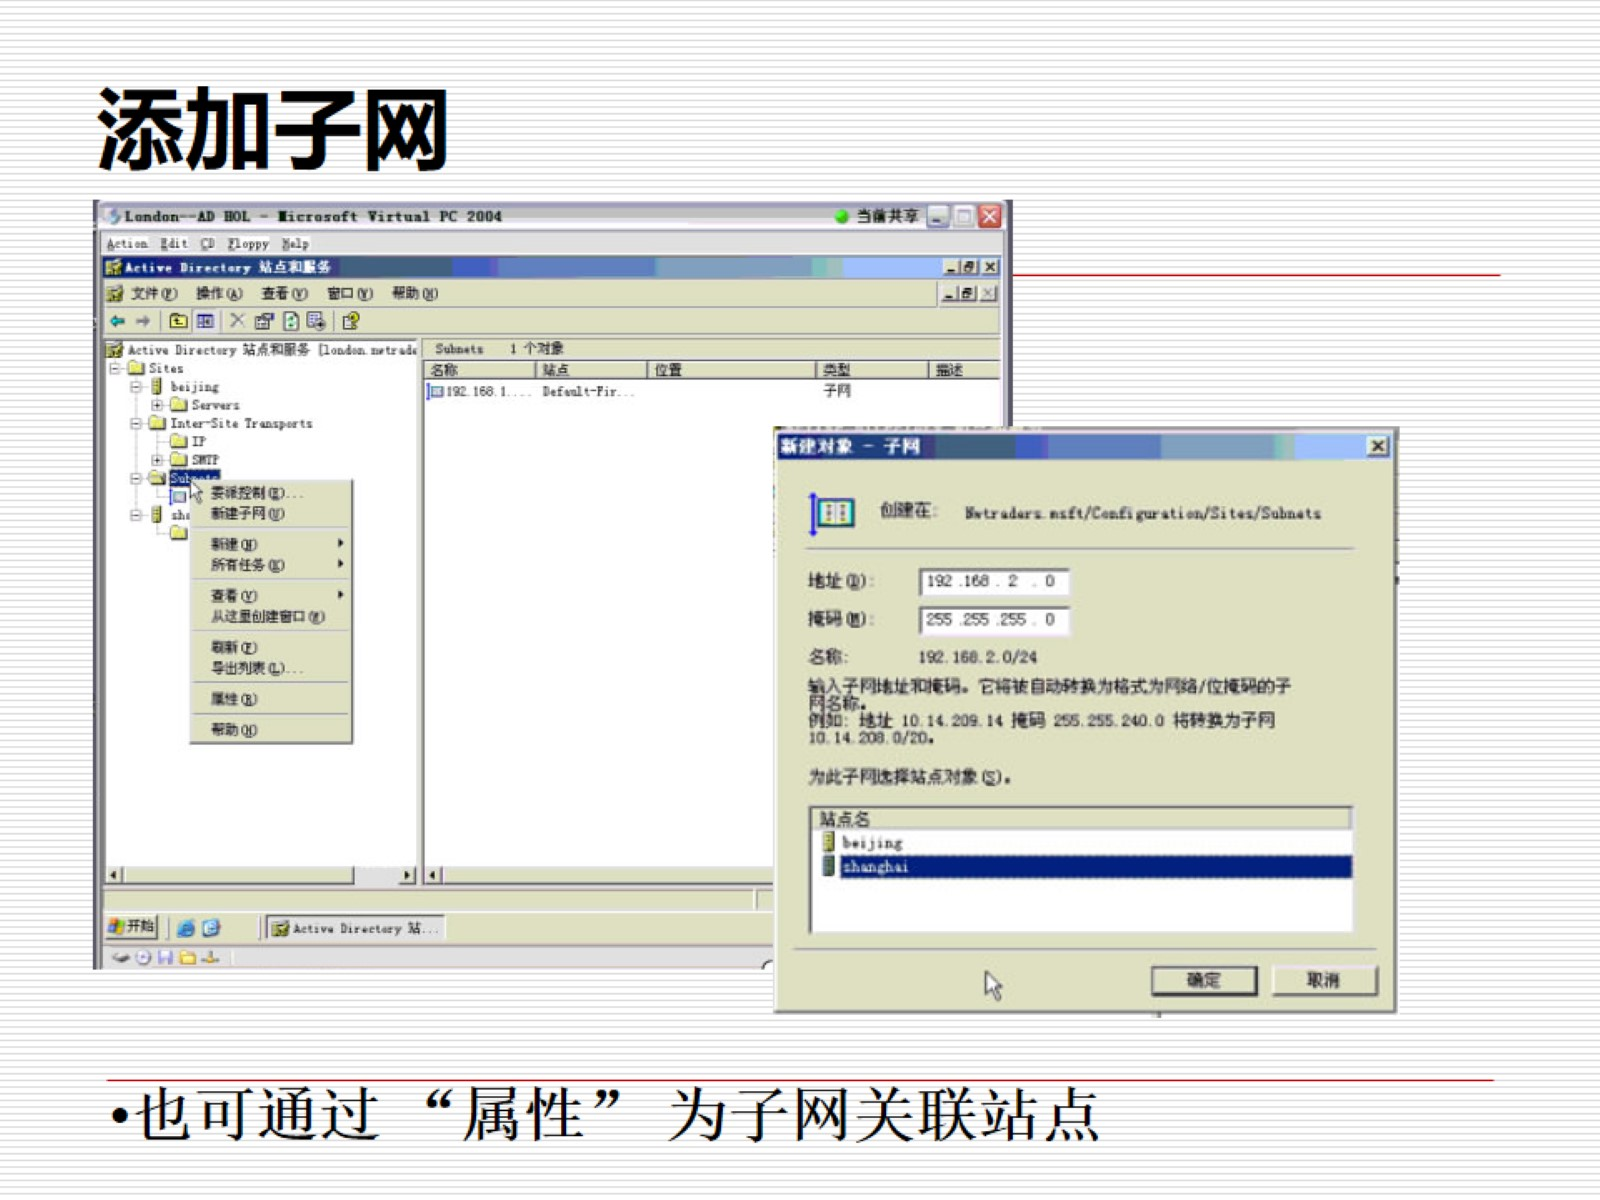 添加子网
London--AD HOL - Microsoft Virtual PC 2004
当前共享
Action Edit CD Floppy Help
Active Directory 站点和服务
文件(F) 操作(A) 查看(V) 窗口(W) 帮助(H)
Active Directory 站点和服务 [london.nwtrade
Subnets 1 个对象
名称 站点 位置 类型 描述
192.168.1.... Default-Fir... 子网
Sites
beijing
Servers
Inter-Site Transports
IP
SMTP
Subnets
sha
委派控制(E)...
新建子网(U)
新建(N)
所有任务(K)
查看(V)
从这里创建窗口(W)
刷新(F)
导出列表(L)...
属性(R)
帮助(H)
开始
Active Directory 站...
新建对象 - 子网
创建在: Nwtraders.msft/Configuration/Sites/Subnets
地址(D): 192 .168 . 2 . 0
掩码(M): 255 .255 .255 . 0
名称: 192.168.2.0/24
输入子网地址和掩码。它将被自动转换为格式为网络/位掩码的子
网名称。
例如: 地址 10.14.209.14 掩码 255.255.240.0 将转换为子网
10.14.208.0/20。
为此子网选择站点对象(S)。
站点名
beijing
shanghai
确定 取消
•也可通过“属性” 为子网关联站点